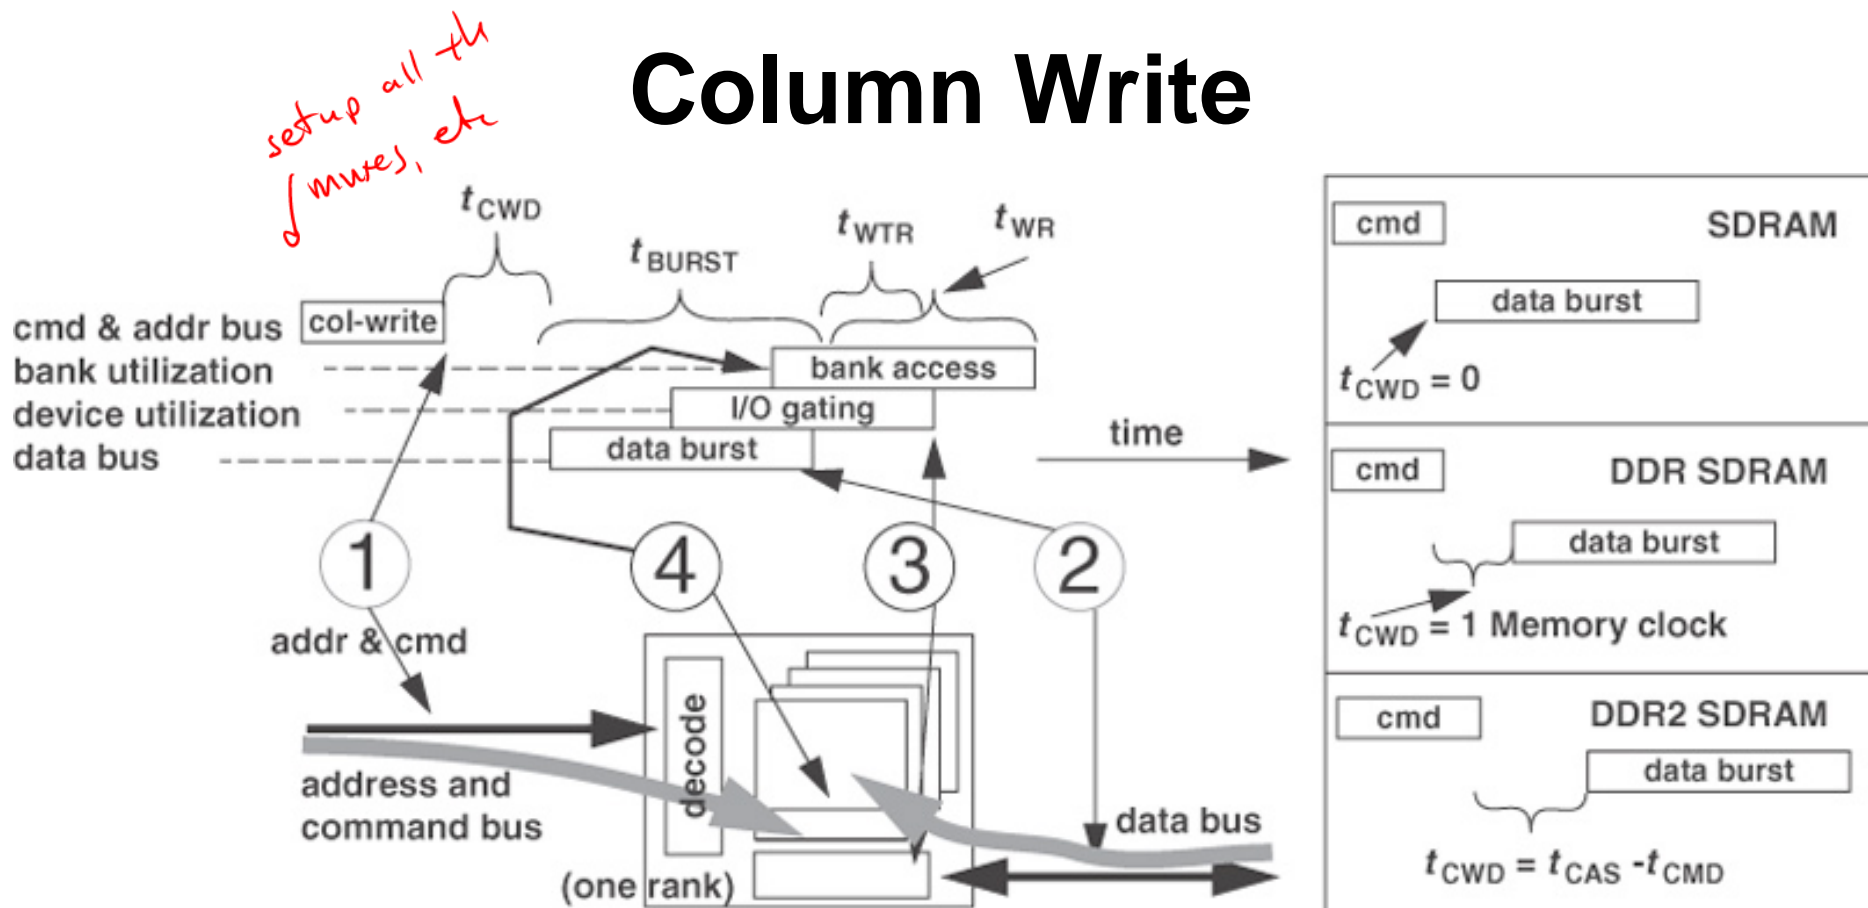 Column Write
setup all th
muxes, etc
tCWD
tBURST
tWTR
tWR
cmd & addr bus
col-write
bank utilization
bank access
device utilization
I/O gating
data bus
data burst
time
1
4
3
2
addr & cmd
decode
address and
command bus
data bus
(one rank)
cmd
SDRAM
data burst
tCWD = 0
cmd
DDR SDRAM
data burst
tCWD = 1 Memory clock
cmd
DDR2 SDRAM
data burst
tCWD = tCAS -tCMD